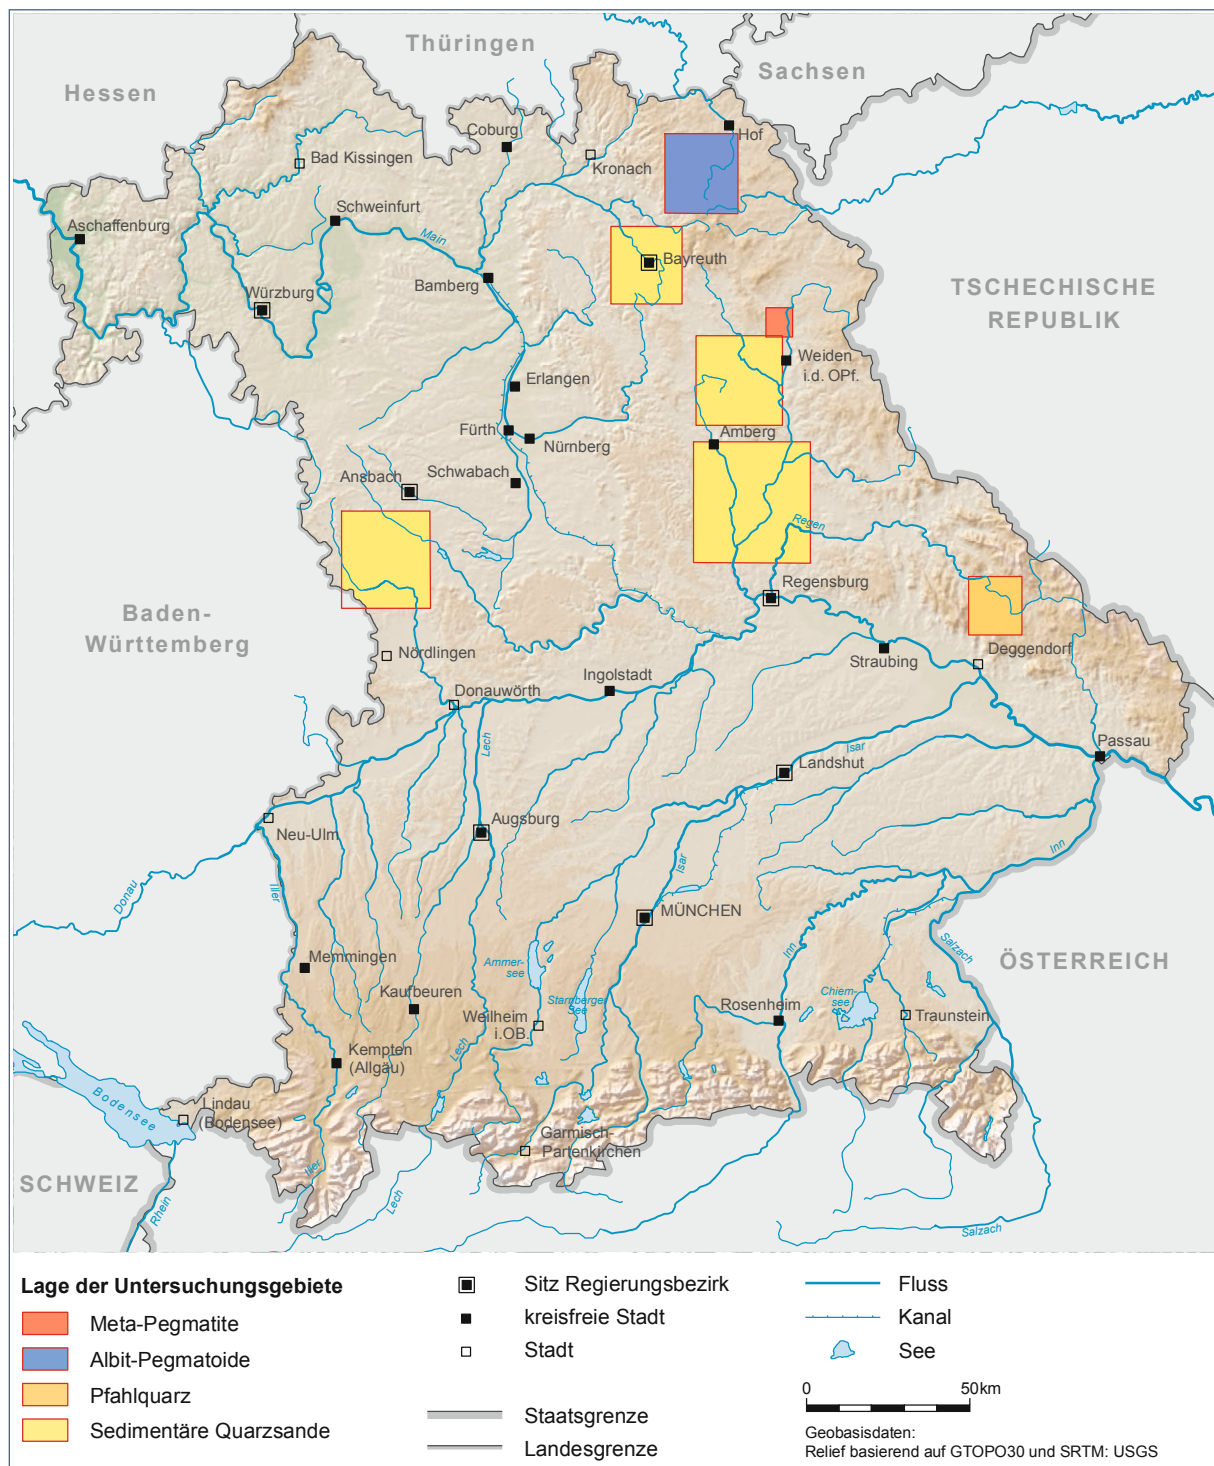 Thüringen
Sachsen
Hessen
Coburg
Hof
Bad Kissingen
Kronach
Schweinfurt
Aschaffenburg
Main
Bayreuth
Bamberg
Würzburg
TSCHECHISCHE
REPUBLIK
Weiden
i.d. OPf.
Erlangen
Fürth
Nürnberg
Amberg
Ansbach
Schwabach
Regen
Regensburg
Baden-
Württemberg
Nördlingen
Straubing
Deggendorf
Ingolstadt
Donauwörth
Lech
Isar
Passau
Landshut
Augsburg
Neu-Ulm
Donau
Iller
Isar
Inn
MÜNCHEN
Salzach
Inn
ÖSTERREICH
Memmingen
Ammer-
see
Kaufbeuren
Starnberger
See
Chiem-
see
Rosenheim
Traunstein
Weilheim
i.OB.
Lech
Kempten
(Allgäu)
Bodensee
Lindau
(Bodensee)
Garmisch-
Partenkirchen
SCHWEIZ
Iller
Lech
Rhein
Salzach
Lage der Untersuchungsgebiete
Meta-Pegmatite
Albit-Pegmatoide
Pfahlquarz
Sedimentäre Quarzsande
Sitz Regierungsbezirk
kreisfreie Stadt
Stadt
Staatsgrenze
Landesgrenze
Fluss
Kanal
See
0 50km
Geobasisdaten:
Relief basierend auf GTOPO30 und SRTM: USGS